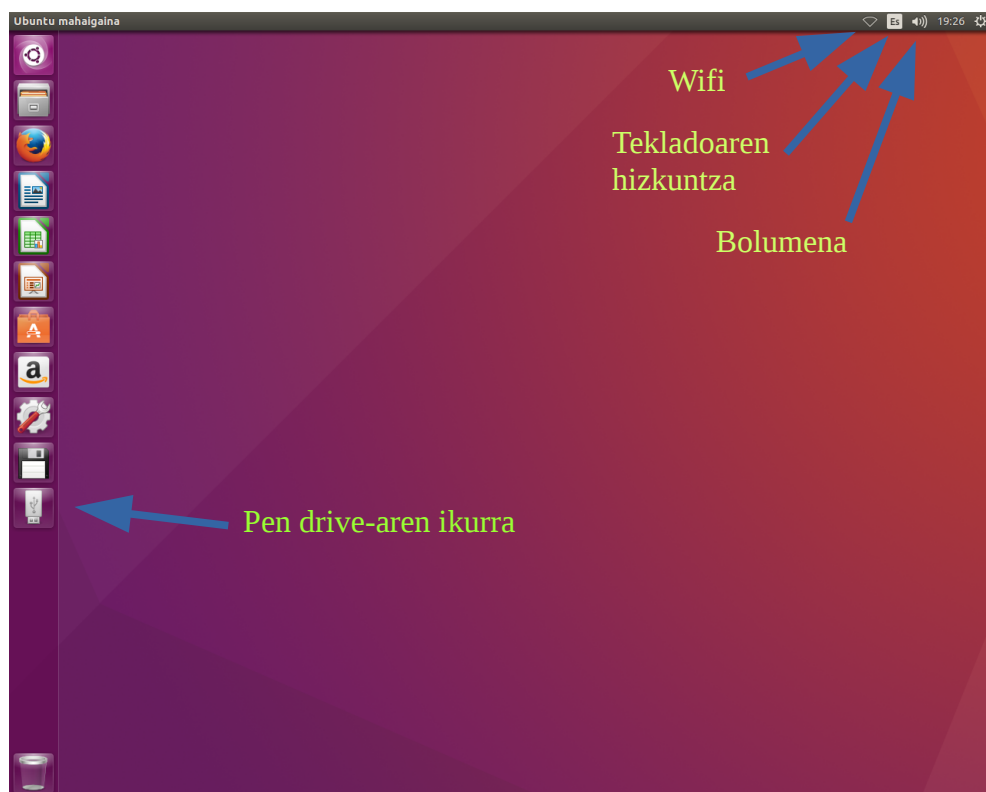 Ubuntu mahaigaina
Es
19:26
Wifi
Tekladoaren
hizkuntza
Bolumena
a
Pen drive-aren ikurra